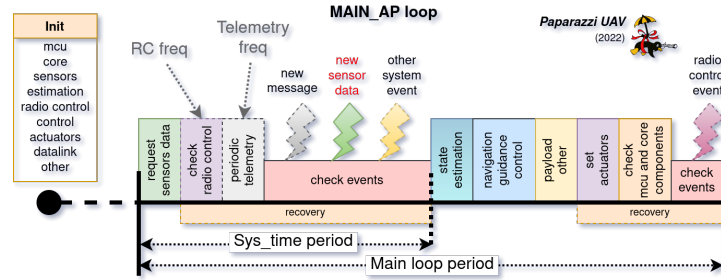 MAIN_AP loop
Paparazzi UAV
(2022)
Init
mcu
core
sensors
estimation
radio control
control
actuators
datalink
other
RC freq
Telemetry
freq
new
message
new
sensor
data
other
system
event
radio
control
event
request
sensors data
check
radio control
periodic
telemetry
check events
state
estimation
navigation
guidance
control
payload
other
set
actuators
check
mcu and core
components
check
events
recovery
recovery
Sys_time period
Main loop period